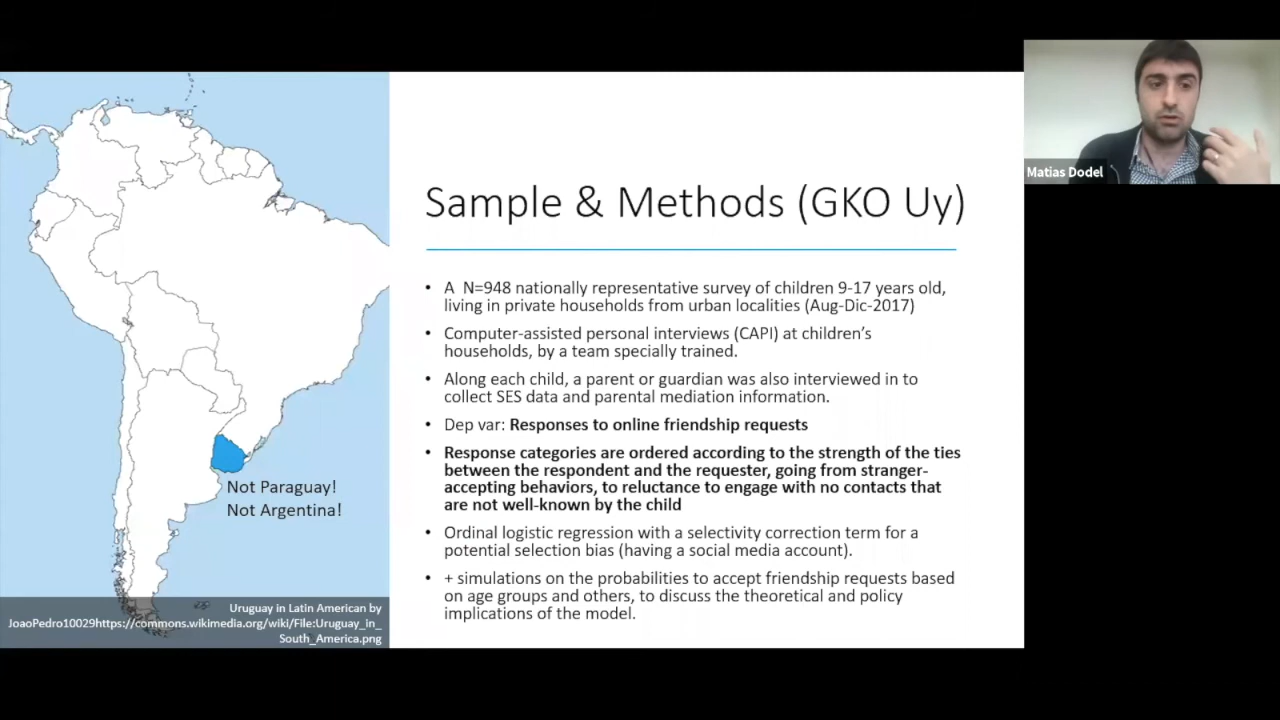 Matias Dodel
Sample & Methods (GKO Uy)
• A N=948 nationally representative survey of children 9-17 years old,
living in private households from urban localities (Aug-Dic-2017)
• Computer-assisted personal interviews (CAPI) at children's
households, by a team specially trained.
• Along each child, a parent or guardian was also interviewed in to
collect SES data and parental mediation information.
• Dep var: Responses to online friendship requests
• Response categories are ordered according to the strength of the ties
between the respondent and the requester, going from stranger-
accepting behaviors, to reluctance to engage with no contacts that
are not well-known by the child
• Ordinal logistic regression with a selectivity correction term for a
potential selection bias (having a social media account).
• + simulations on the probabilities to accept friendship requests based
on age groups and others, to discuss the theoretical and policy
implications of the model.
Not Paraguay!
Not Argentina!
Uruguay in Latin American by
JoaoPedro10029https://commons.wikimedia.org/wiki/File:Uruguay_in_
South_America.png